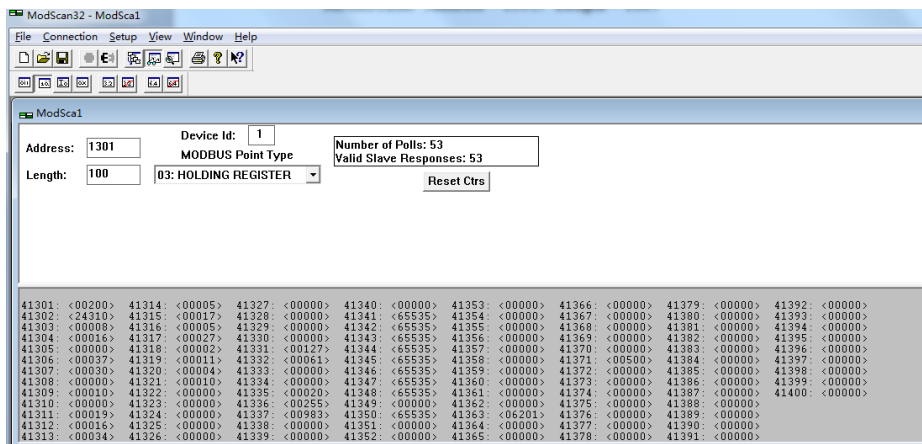 ModScan32 - ModSca1
File Connection Setup View Window Help
ModSca1
Device Id: 1
Address: 1301
MODBUS Point Type
Length: 100
03: HOLDING REGISTER
Number of Polls: 53
Valid Slave Responses: 53
Reset Ctrs
41301: <00200> 41314: <00005> 41327: <00000> 41340: <00000> 41353: <00000> 41366: <00000> 41379: <00000> 41392: <00000>
41302: <24310> 41315: <00017> 41328: <00000> 41341: <65535> 41354: <00000> 41367: <00000> 41380: <00000> 41393: <00000>
41303: <00008> 41316: <00005> 41329: <00000> 41342: <65535> 41355: <00000> 41368: <00000> 41381: <00000> 41394: <00000>
41304: <00016> 41317: <00027> 41330: <00000> 41343: <65535> 41356: <00000> 41369: <00000> 41382: <00000> 41395: <00000>
41305: <00000> 41318: <00002> 41331: <00127> 41344: <65535> 41357: <00000> 41370: <00000> 41383: <00000> 41396: <00000>
41306: <00037> 41319: <00011> 41332: <00061> 41345: <65535> 41358: <00000> 41371: <00500> 41384: <00000> 41397: <00000>
41307: <00030> 41320: <00004> 41333: <00000> 41346: <65535> 41359: <00000> 41372: <00000> 41385: <00000> 41398: <00000>
41308: <00000> 41321: <00010> 41334: <00000> 41347: <65535> 41360: <00000> 41373: <00000> 41386: <00000> 41399: <00000>
41309: <00010> 41322: <00000> 41335: <00020> 41348: <65535> 41361: <00000> 41374: <00000> 41387: <00000> 41400: <00000>
41310: <00000> 41323: <00000> 41336: <00255> 41349: <00000> 41362: <00000> 41375: <00000> 41388: <00000>
41311: <00019> 41324: <00000> 41337: <00983> 41350: <65535> 41363: <06201> 41376: <00000> 41389: <00000>
41312: <00016> 41325: <00000> 41338: <00000> 41351: <00000> 41364: <00000> 41377: <00000> 41390: <00000>
41313: <00034> 41326: <00000> 41339: <00000> 41352: <00000> 41365: <00000> 41378: <00000> 41391: <00000>